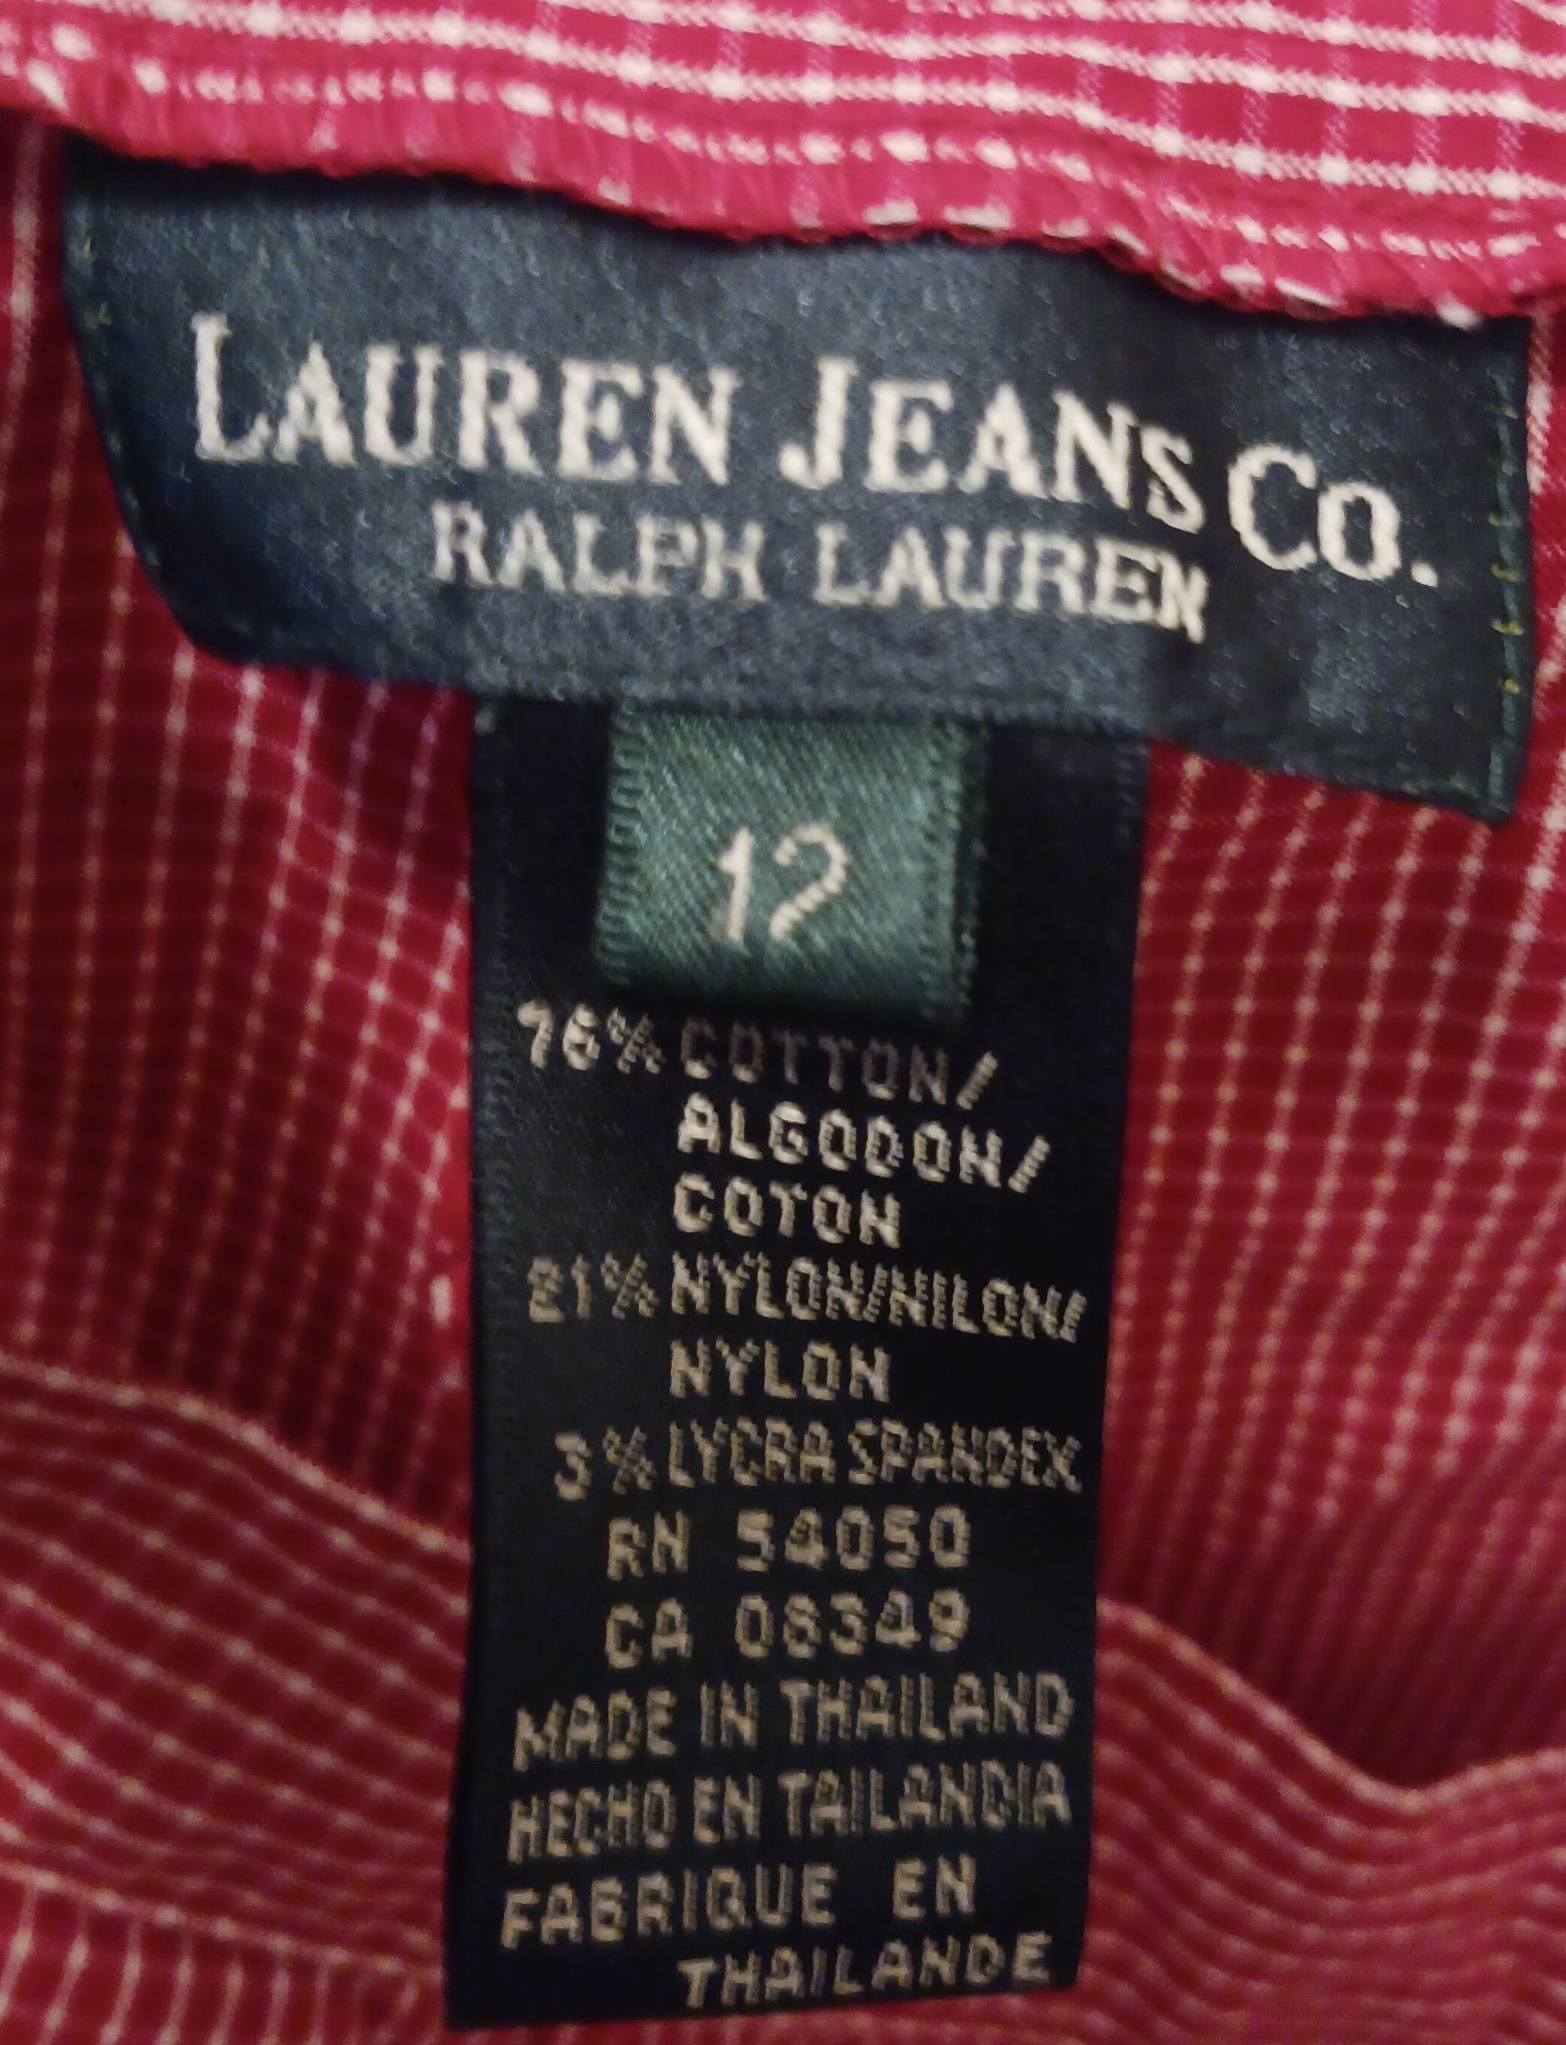 LAUREN JEANS CO.
RALPH LAUREN
12
76% COTTON/
ALGODON/
COTON
21% NYLON/NILON/
NYLON
3% LYCRA SPANDEX
RN 54050
CA 08349
MADE IN THAILAND
HECHO EN TAILANDIA
FABRIQUE EN
THAILANDE